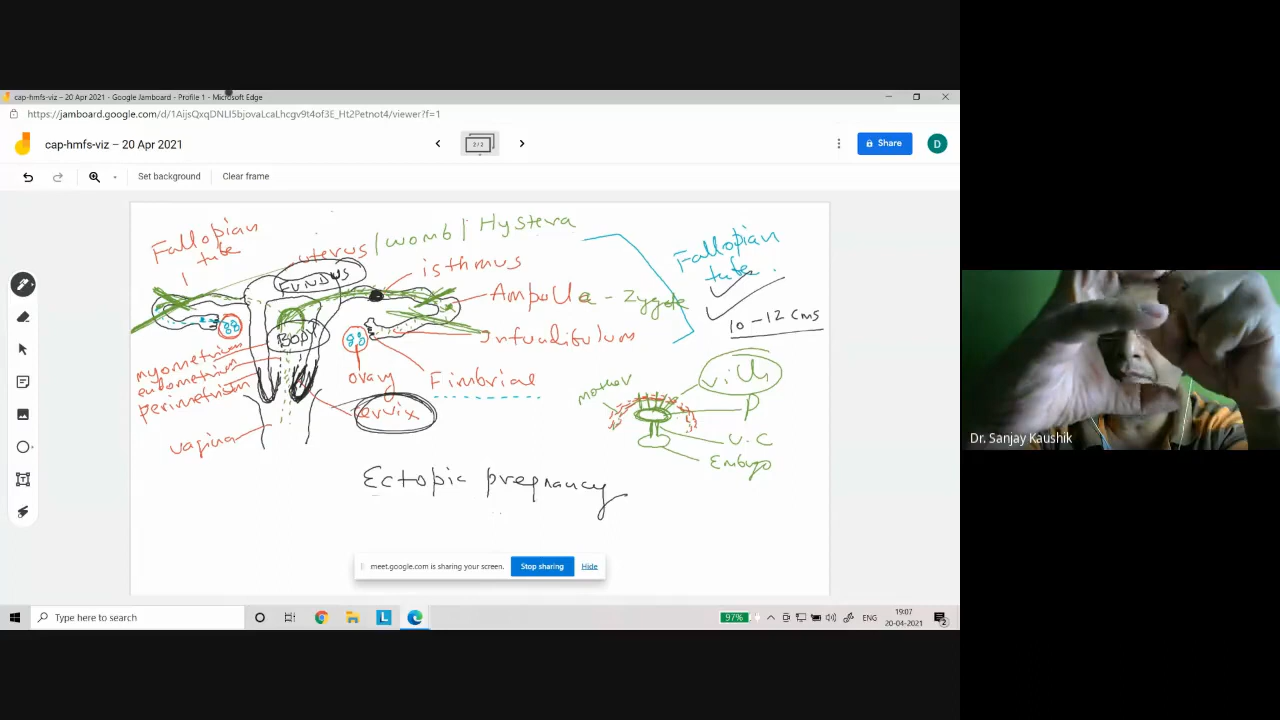 cap-hmfs-viz – 20 Apr 2021 - Google Jamboard - Profile 1 - Microsoft Edge
cap-hmfs-viz – 20 Apr 2021
2/2
Share
D
Set background
Clear frame
Fallopian
tube
uterus / womb / Hystera
Fundus
isthmus
Ampulla - Zygote
Infundibulum
Fallopian
tube
10-12 cms
myometrium
endometrium
perimetrium
ovary
Fimbriae
cervix
vagina
mother
villi
P
U.C
Embryo
Ectopic pregnancy
Dr. Sanjay Kaushik
meet.google.com is sharing your screen.
Stop sharing
Hide
Type here to search
97%
ENG
19:07
20-04-2021
2